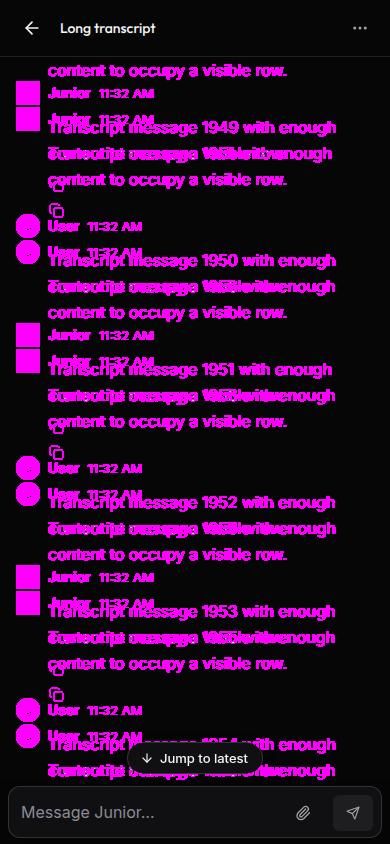 Long transcript
content to occupy a visible row.
Junior 11:32 AM
Junior 11:32 AM
Transcript message 1949 with enough
content to occupy a visible row.
User 11:32 AM
User 11:32 AM
Transcript message 1950 with enough
content to occupy a visible row.
Junior 11:32 AM
Junior 11:32 AM
Transcript message 1951 with enough
content to occupy a visible row.
User 11:32 AM
User 11:32 AM
Transcript message 1952 with enough
content to occupy a visible row.
Junior 11:32 AM
Junior 11:32 AM
Transcript message 1953 with enough
content to occupy a visible row.
User 11:32 AM
User 11:32 AM
Transcript message 1954 with enough
Jump to latest
Message Junior...